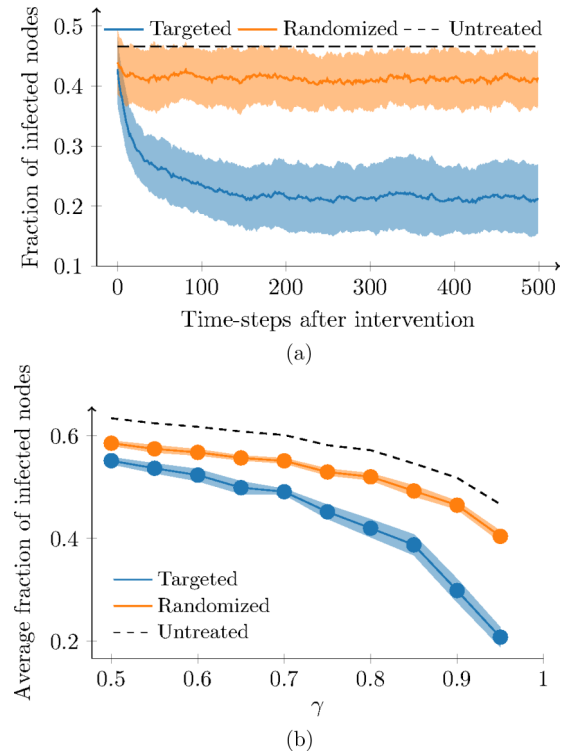 Targeted Randomized Untreated
Fraction of infected nodes
0.5
0.4
0.3
0.2
0.1
0 100 200 300 400 500
Time-steps after intervention
(a)
Average fraction of infected nodes
0.6
0.4
0.2
Targeted
Randomized
Untreated
0.5 0.6 0.7 0.8 0.9 1
γ
(b)